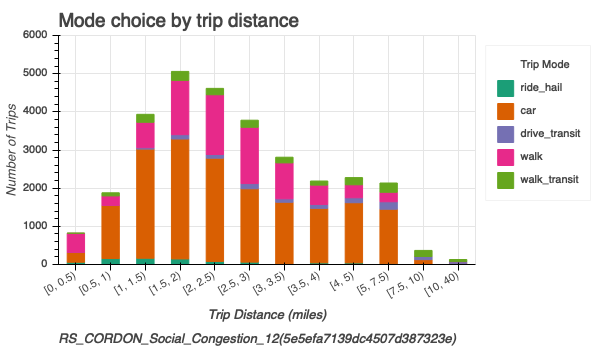 Mode choice by trip distance
6000
5000
4000
3000
2000
1000
0
Number of Trips
[0, 0.5)
[0.5, 1)
[1, 1.5)
[1.5, 2)
[2, 2.5)
[2.5, 3)
[3, 3.5)
[3.5, 4)
[4, 5)
[5, 7.5)
[7.5, 10)
[10, 40)
Trip Distance (miles)
RS_CORDON_Social_Congestion_12(5e5efa7139dc4507d387323e)
Trip Mode
ride_hail
car
drive_transit
walk
walk_transit